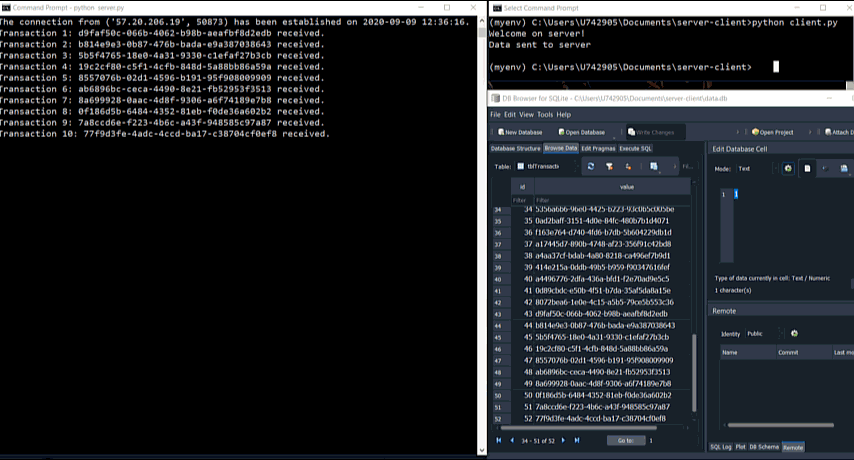 Command Prompt - python server.py
The connection from ('57.20.206.19', 50873) has been established on 2020-09-09 12:36:16.
Transaction 1: d9faf50c-066b-4062-b98b-aeafbf8d2edb received.
Transaction 2: b814e9e3-0b87-476b-bada-e9a387038643 received.
Transaction 3: 5b5f4765-18e0-4a31-9330-c1efaf27b3cb received.
Transaction 4: 19c2cf80-c5f1-4cfb-848d-5a88bb86a59a received.
Transaction 5: 8557076b-02d1-4596-b191-95f908009909 received.
Transaction 6: ab6896bc-ceca-4490-8e21-fb52953f3513 received.
Transaction 7: 8a699928-0aac-4d8f-9306-a6f74189e7b8 received.
Transaction 8: 0f186d5b-6484-4352-81eb-f0de36a602b2 received.
Transaction 9: 7a8ccd6e-f223-4b6c-a43f-948585c97a87 received.
Transaction 10: 77f9d3fe-4adc-4ccd-ba17-c38704cf0ef8 received.
Select Command Prompt
(myenv) C:\Users\U742905\Documents\server-client>python client.py
Welcome on server!
Data sent to server
(myenv) C:\Users\U742905\Documents\server-client>
DB Browser for SQLite - C:\Users\U742905\Documents\server-client\data.db
File Edit View Tools Help
New Database Open Database Write Changes Open Project Attach D
Database Structure Browse Data Edit Pragmas Execute SQL
Table: tblTransacts Fil...
id value
Filter Filter
34 34 5356a6b6-96e0-4425-b223-93c0b5c005be
35 35 0ad2baff-3151-4d0e-84fc-480b7b1d4071
36 36 f163e764-d740-4fd6-b7db-5b604229db1d
37 37 a17445d7-890b-4748-af23-356f91c42bd8
38 38 a4aa37cf-bdab-4a80-8218-ca496ef7b9d1
39 39 414e215a-0ddb-49b5-b959-f90347616fef
40 40 a4496776-2dfa-436a-bfd1-f2e70ad9e5c5
41 41 0d89cbdc-e50b-4f51-b7da-35af5da8a15e
42 42 8072bea6-1e0e-4c15-a5b5-79ce5b553c36
43 43 d9faf50c-066b-4062-b98b-aeafbf8d2edb
44 44 b814e9e3-0b87-476b-bada-e9a387038643
45 45 5b5f4765-18e0-4a31-9330-c1efaf27b3cb
46 46 19c2cf80-c5f1-4cfb-848d-5a88bb86a59a
47 47 8557076b-02d1-4596-b191-95f908009909
48 48 ab6896bc-ceca-4490-8e21-fb52953f3513
49 49 8a699928-0aac-4d8f-9306-a6f74189e7b8
50 50 0f186d5b-6484-4352-81eb-f0de36a602b2
51 51 7a8ccd6e-f223-4b6c-a43f-948585c97a87
52 52 77f9d3fe-4adc-4ccd-ba17-c38704cf0ef8
34 - 51 of 52 Go to: 1
Edit Database Cell
Mode: Text
1 1
Type of data currently in cell: Text / Numeric
1 character(s)
Remote
Identity Public
Name Commit Last mo
SQL Log Plot DB Schema Remote